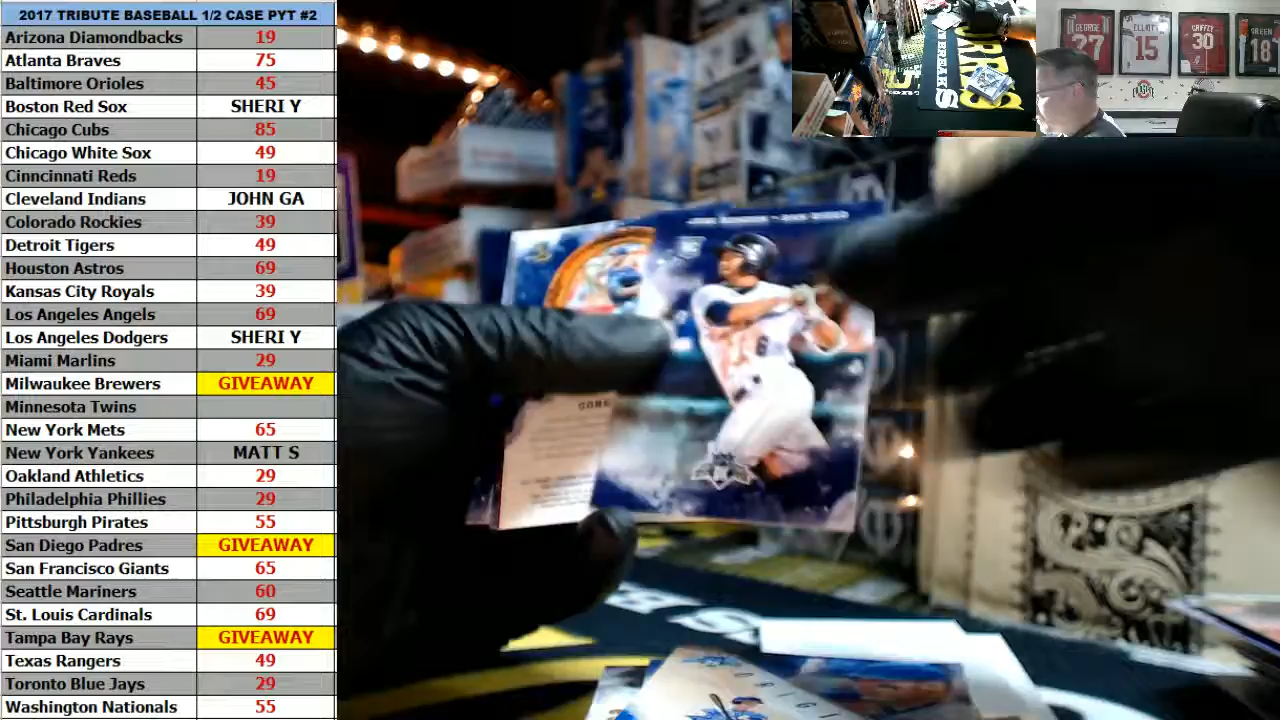 2017 TRIBUTE BASEBALL 1/2 CASE PYT #2
Arizona Diamondbacks 19
Atlanta Braves 75
Baltimore Orioles 45
Boston Red Sox SHERI Y
Chicago Cubs 85
Chicago White Sox 49
Cinncinnati Reds 19
Cleveland Indians JOHN GA
Colorado Rockies 39
Detroit Tigers 49
Houston Astros 69
Kansas City Royals 39
Los Angeles Angels 69
Los Angeles Dodgers SHERI Y
Miami Marlins 29
Milwaukee Brewers GIVEAWAY
Minnesota Twins
New York Mets 65
New York Yankees MATT S
Oakland Athletics 29
Philadelphia Phillies 29
Pittsburgh Pirates 55
San Diego Padres GIVEAWAY
San Francisco Giants 65
Seattle Mariners 60
St. Louis Cardinals 69
Tampa Bay Rays GIVEAWAY
Texas Rangers 49
Toronto Blue Jays 29
Washington Nationals 55
GEORGE 27
ELLIOTT 15
GRIFFEY 30
GREEN 18
BREAKS